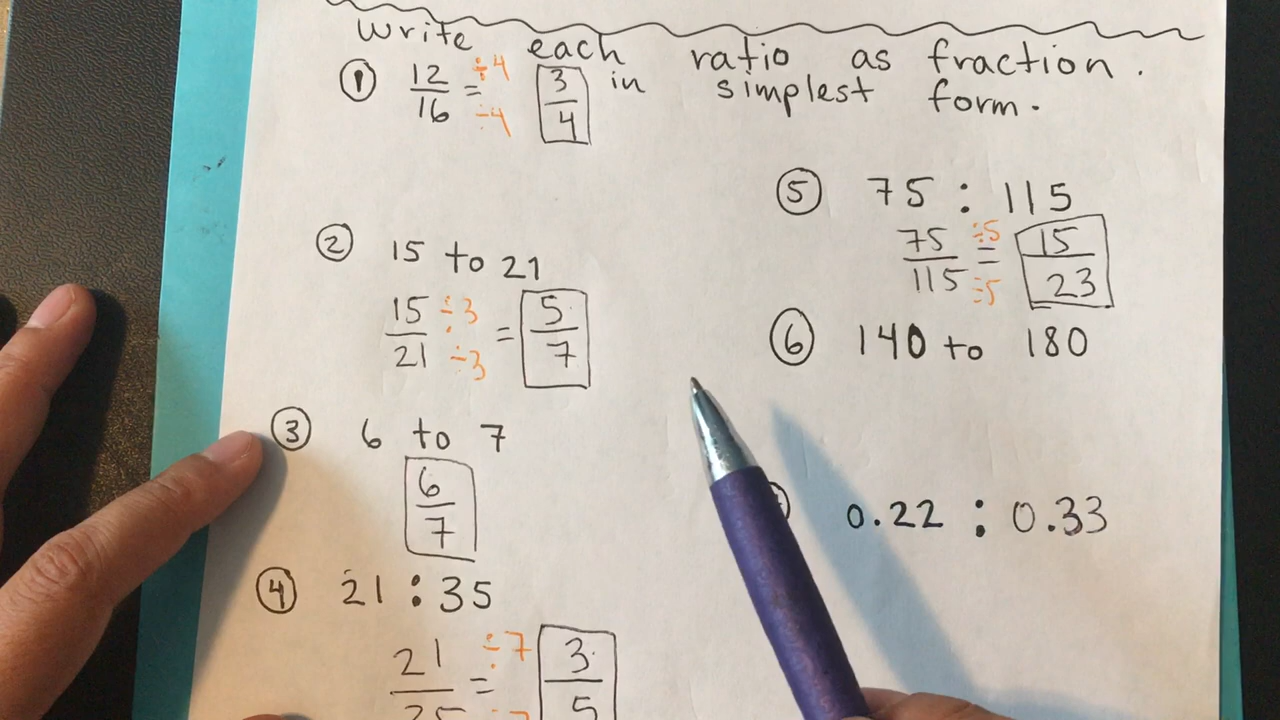 Write each ratio as fraction.
in simplest form.
① 12/16 = ÷4 ÷4 3/4
② 15 to 21
15/21 ÷3 ÷3 = 5/7
③ 6 to 7
6/7
④ 21 : 35
21/35 = ÷7 ÷7 3/5
⑤ 75 : 115
75/115 ÷5 = ÷5 15/23
⑥ 140 to 180
0.22 : 0.33